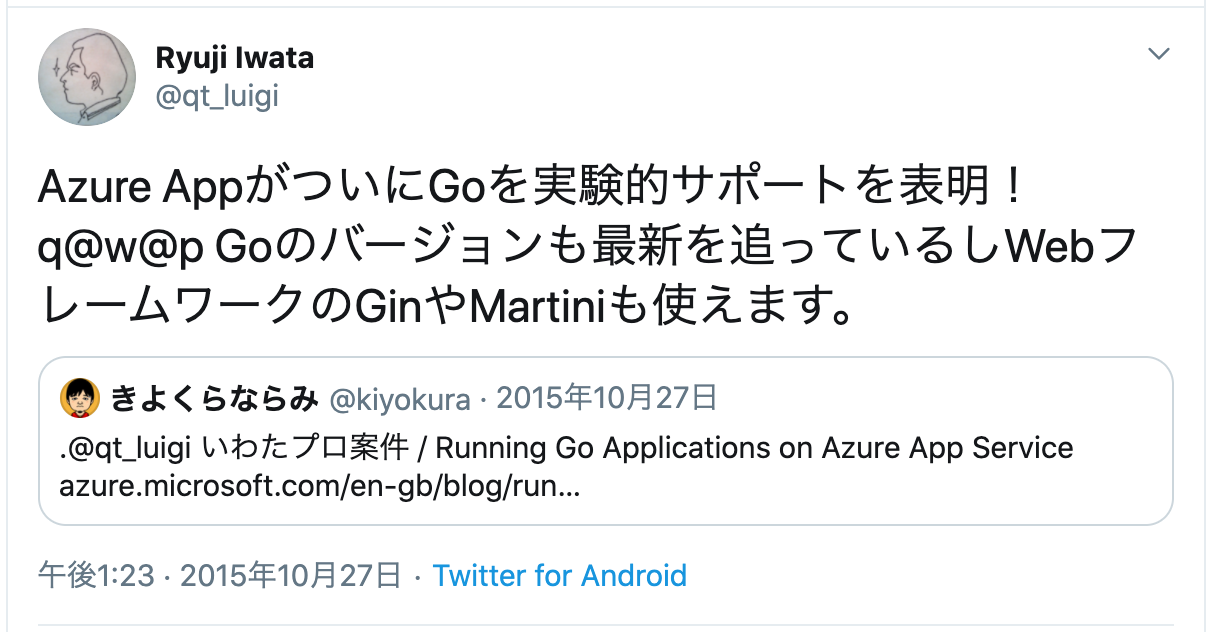 Ryuji Iwata
@qt_luigi
Azure AppがついにGoを実験的サポートを表明！
q@w@p Goのバージョンも最新を追っているしWebフ
レームワークのGinやMartiniも使えます。
きよくらならみ @kiyokura · 2015年10月27日
.@qt_luigi いわたプロ案件 / Running Go Applications on Azure App Service
azure.microsoft.com/en-gb/blog/run...
午後1:23 · 2015年10月27日 · Twitter for Android